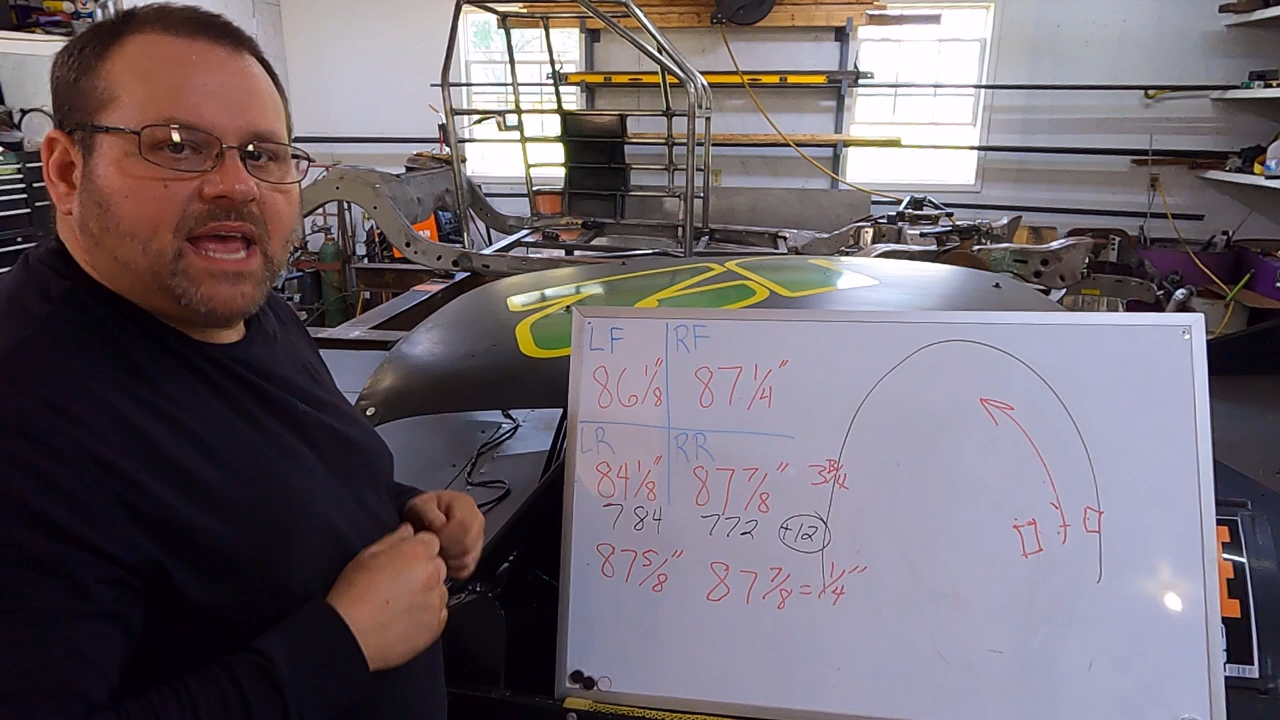 LF RF
86 1/8" 87 1/4"
LR RR
84 1/8" 87 7/8" 3 3/4
784 772 +12
87 5/8" 87 7/8 = 1/4"